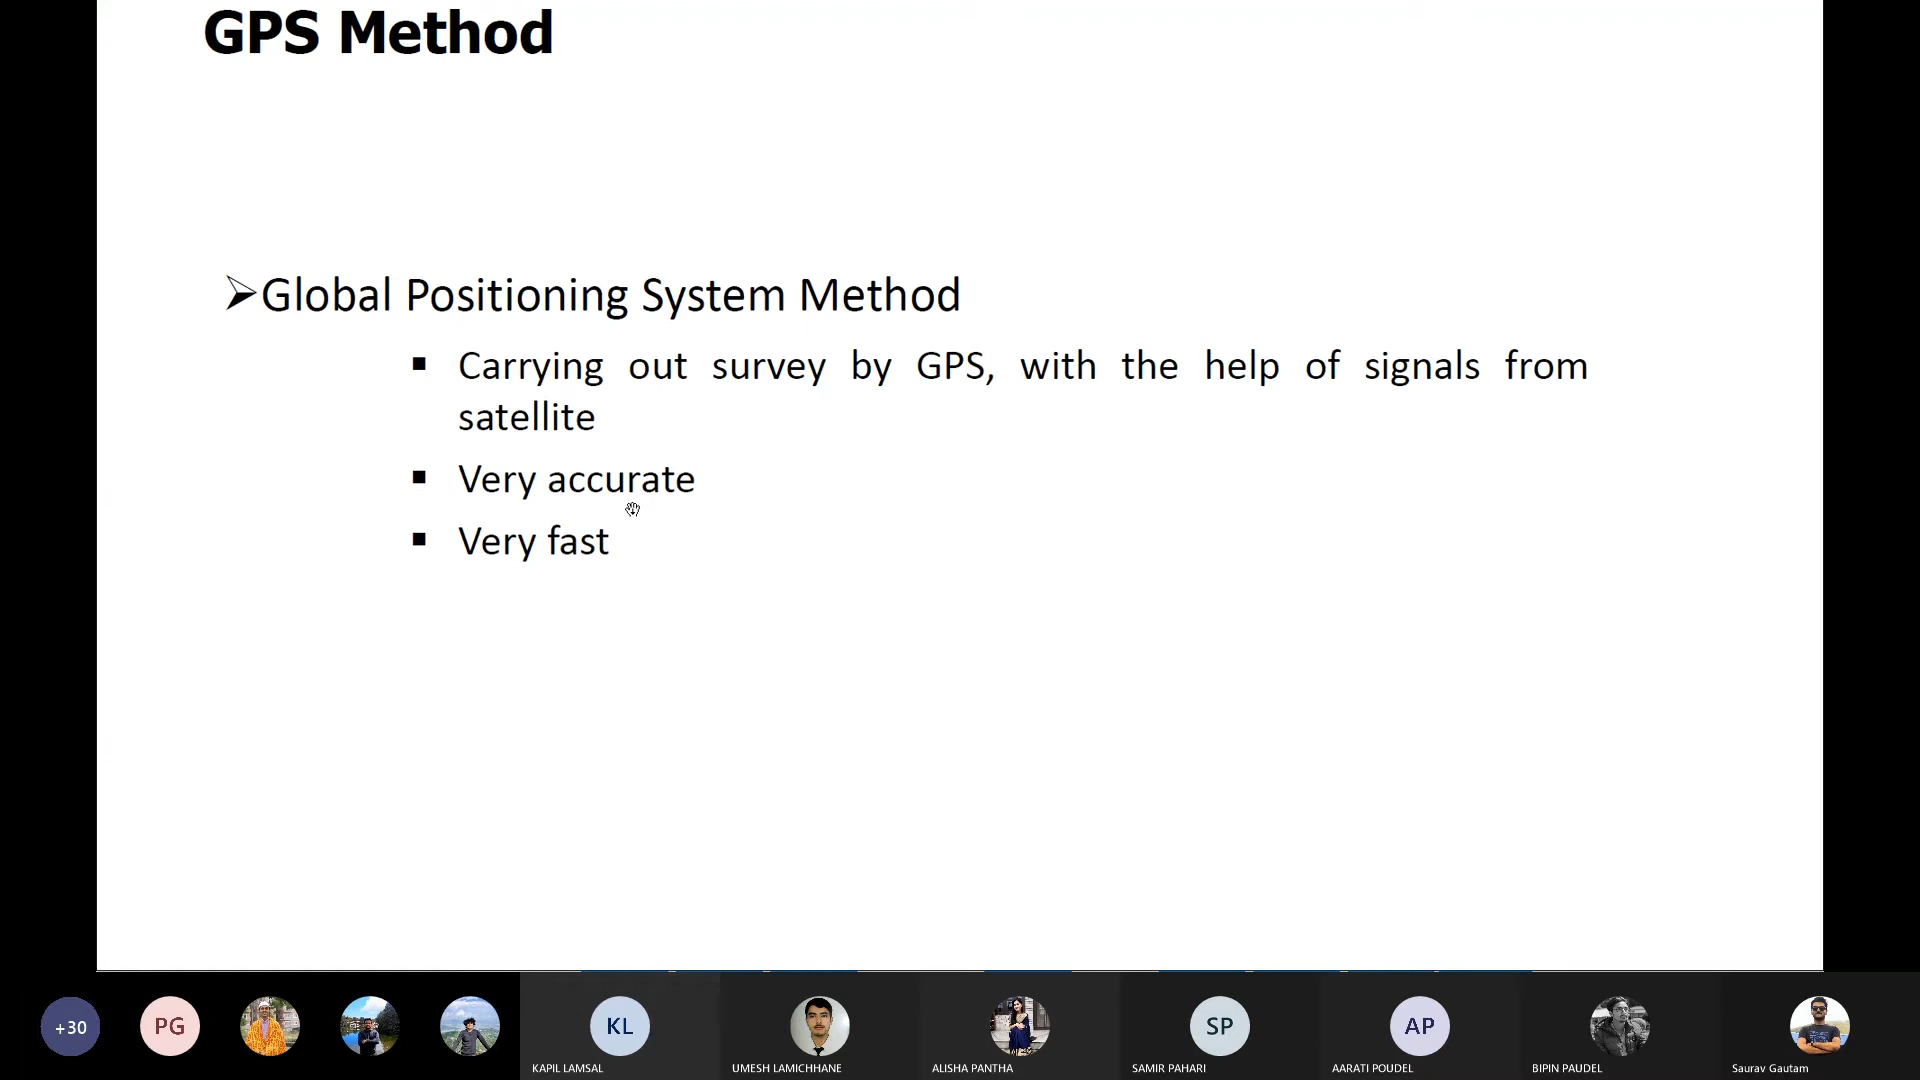 GPS Method
➢Global Positioning System Method
▪ Carrying out survey by GPS, with the help of signals from
satellite
▪ Very accurate
▪ Very fast
+30
PG
KL
SP
AP
KAPIL LAMSAL
UMESH LAMICHHANE
ALISHA PANTHA
SAMIR PAHARI
AARATI POUDEL
BIPIN PAUDEL
Saurav Gautam